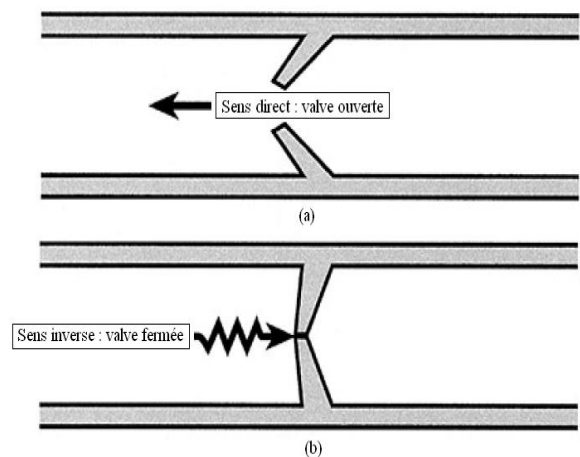 Sens direct : valve ouverte
(a)
Sens inverse : valve fermée
(b)